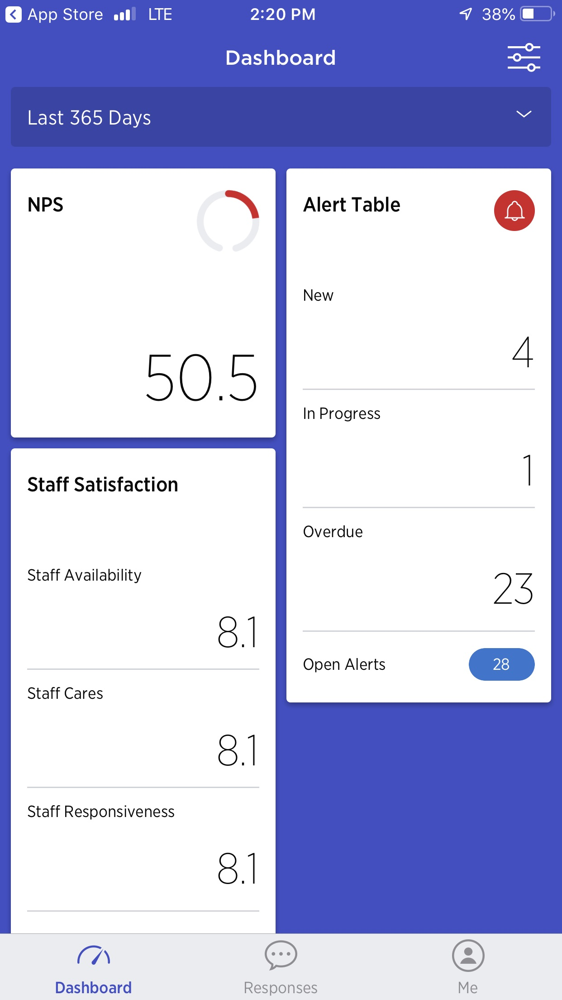 App Store LTE 2:20 PM 38%
Dashboard
Last 365 Days
NPS
50.5
Alert Table
New
4
In Progress
1
Overdue
23
Open Alerts 28
Staff Satisfaction
Staff Availability
8.1
Staff Cares
8.1
Staff Responsiveness
8.1
Dashboard Responses Me